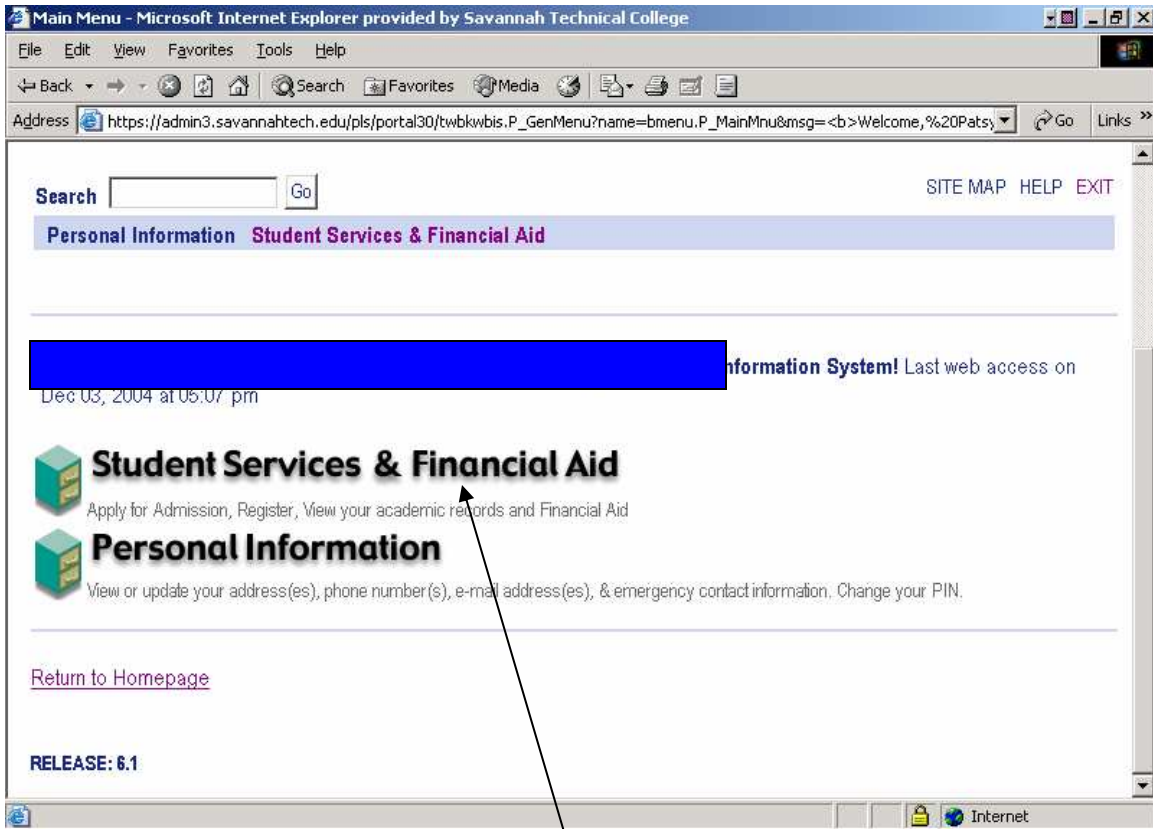 Main Menu - Microsoft Internet Explorer provided by Savannah Technical College
File Edit View Favorites Tools Help
Back Search Favorites Media
Address https://admin3.savannahtech.edu/pls/portal30/twbkwbis.P_GenMenu?name=bmenu.P_MainMnu&msg=<b>Welcome,%20Patsy Go Links »
Search Go SITE MAP HELP EXIT
Personal Information Student Services & Financial Aid
nformation System! Last web access on
Dec 03, 2004 at 05:07 pm
Student Services & Financial Aid
Apply for Admission, Register, View your academic records and Financial Aid
Personal Information
View or update your address(es), phone number(s), e-mail address(es), & emergency contact information. Change your PIN.
Return to Homepage
RELEASE: 6.1
Internet